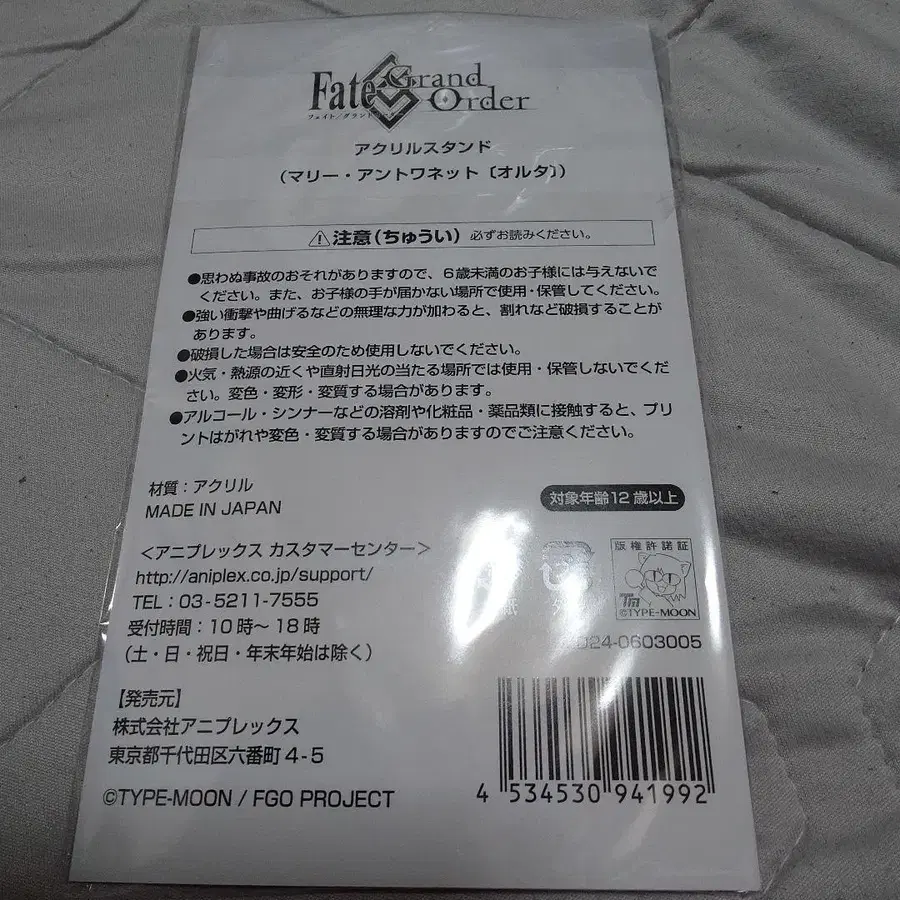 Fate Grand Order
フェイト/グランド
アクリルスタンド
(マリー・アントワネット〔オルタ〕)
注意(ちゅうい) 必ずお読みください。
●思わぬ事故のおそれがありますので、6歳未満のお子様には与えないで
ください。また、お子様の手が届かない場所で使用・保管してください。
●強い衝撃や曲げるなどの無理な力が加わると、割れなど破損することが
あります。
●破損した場合は安全のため使用しないでください。
●火気・熱源の近くや直射日光の当たる場所では使用・保管しないでくだ
さい。変色・変形・変質する場合があります。
●アルコール・シンナーなどの溶剤や化粧品・薬品類に接触すると、プリ
ントはがれや変色・変質する場合がありますのでご注意ください。
材質:アクリル
MADE IN JAPAN
対象年齢12歳以上
<アニプレックス カスタマーセンター>
http://aniplex.co.jp/support/
TEL:03-5211-7555
受付時間:10時~18時
(土・日・祝日・年末年始は除く)
版権許諾証
TM
©TYPE-MOON
024-0603005
【発売元】
株式会社アニプレックス
東京都千代田区六番町4-5
©TYPE-MOON / FGO PROJECT
4 534530 941992